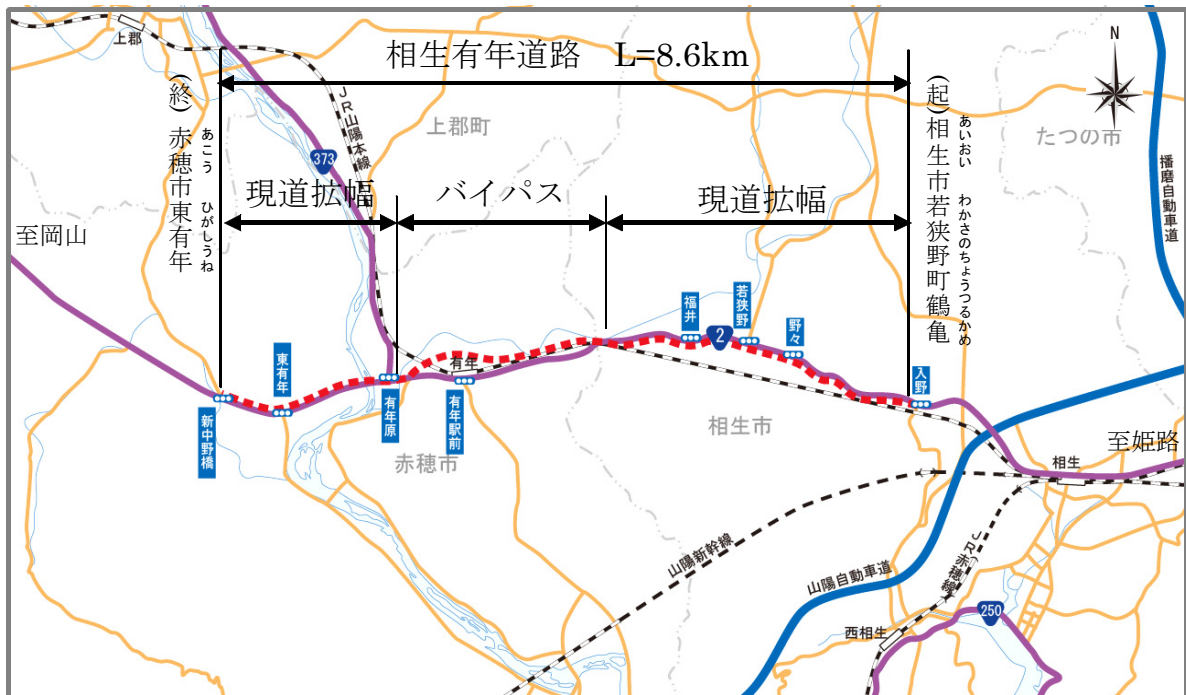 上郡
相生有年道路 L=8.6km
N
(終)赤穂市東有年
あこう ひがしうね
(起)相生市若狭野町鶴亀
あいおい わかさのちょうつるかめ
JR山陽本線
上郡町
たつの市
播磨自動車道
373
現道拡幅
バイパス
現道拡幅
至岡山
福井
若狭野
2
野々
東有年
有年
入野
新中野橋
有年原
有年駅前
赤穂市
相生市
至姫路
相生
山陽新幹線
山陽自動車道
JR赤穂線
250
西相生